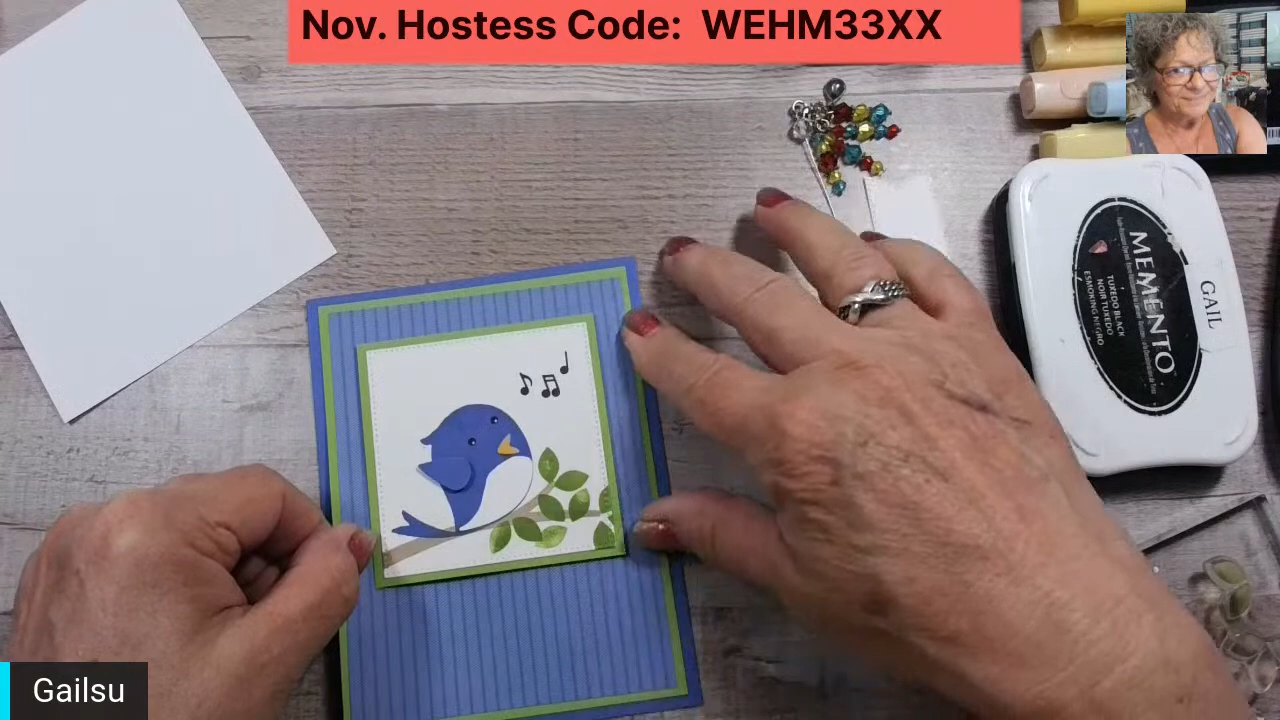 Nov. Hostess Code: WEHM33XX
GAIL
MEMENTO
TUXEDO BLACK
NOIR TUXEDO
ESMOKING NEGRO
Gailsu